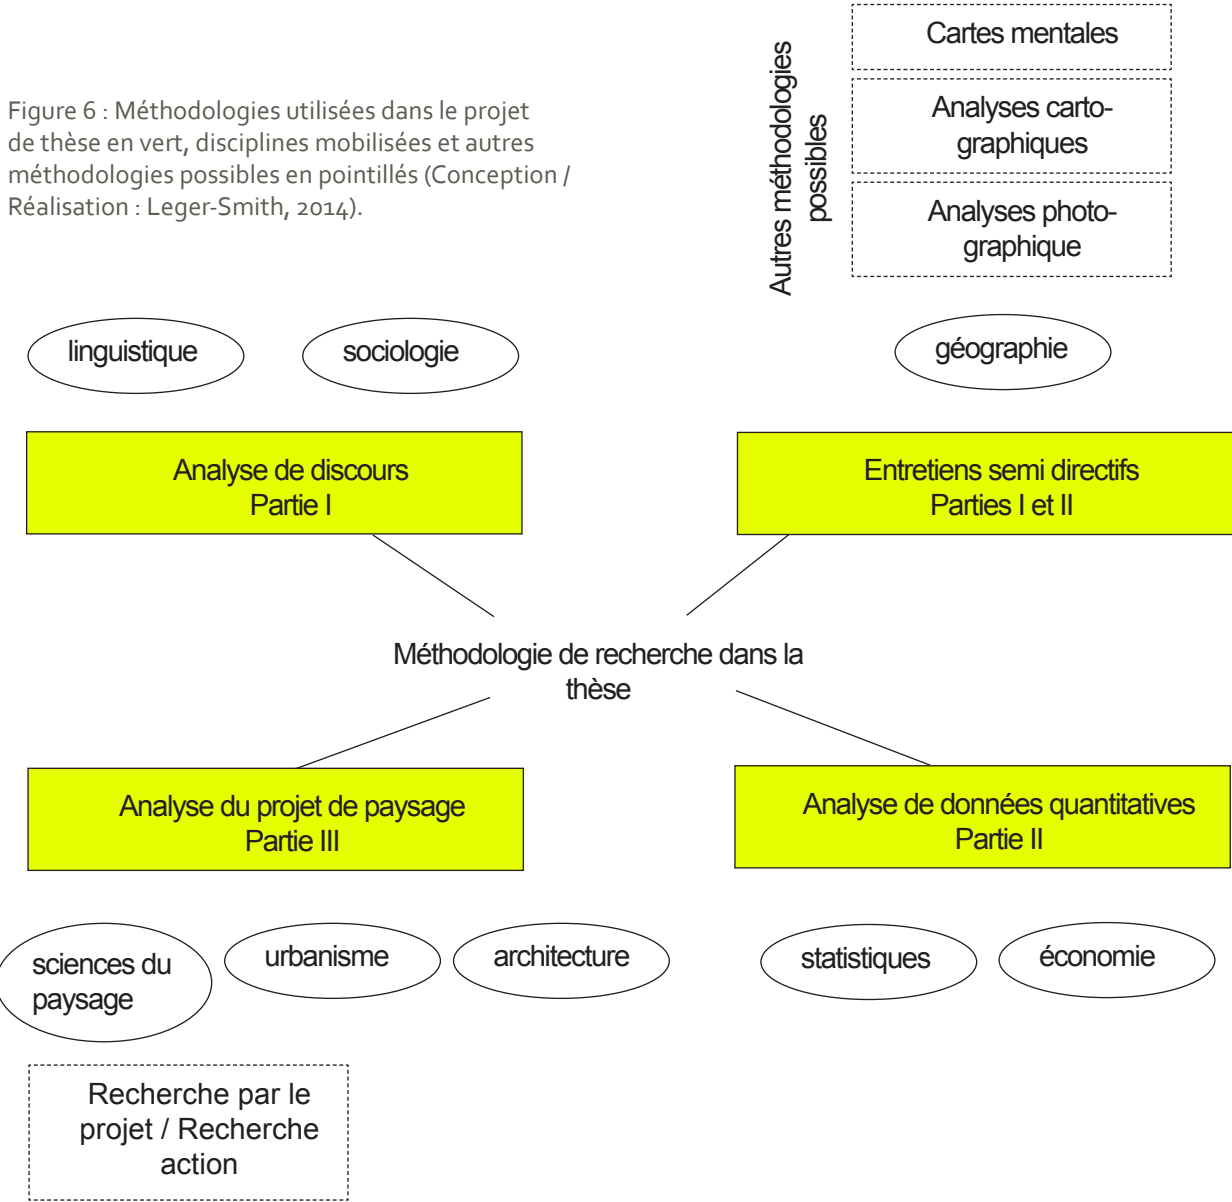 Figure 6 : Méthodologies utilisées dans le projet
de thèse en vert, disciplines mobilisées et autres
méthodologies possibles en pointillés (Conception /
Réalisation : Leger-Smith, 2014).
Autres méthodologies
possibles
Cartes mentales
Analyses carto-
graphiques
Analyses photo-
graphique
linguistique
sociologie
géographie
Analyse de discours
Partie I
Entretiens semi directifs
Parties I et II
Méthodologie de recherche dans la
thèse
Analyse du projet de paysage
Partie III
Analyse de données quantitatives
Partie II
sciences du
paysage
urbanisme
architecture
statistiques
économie
Recherche par le
projet / Recherche
action